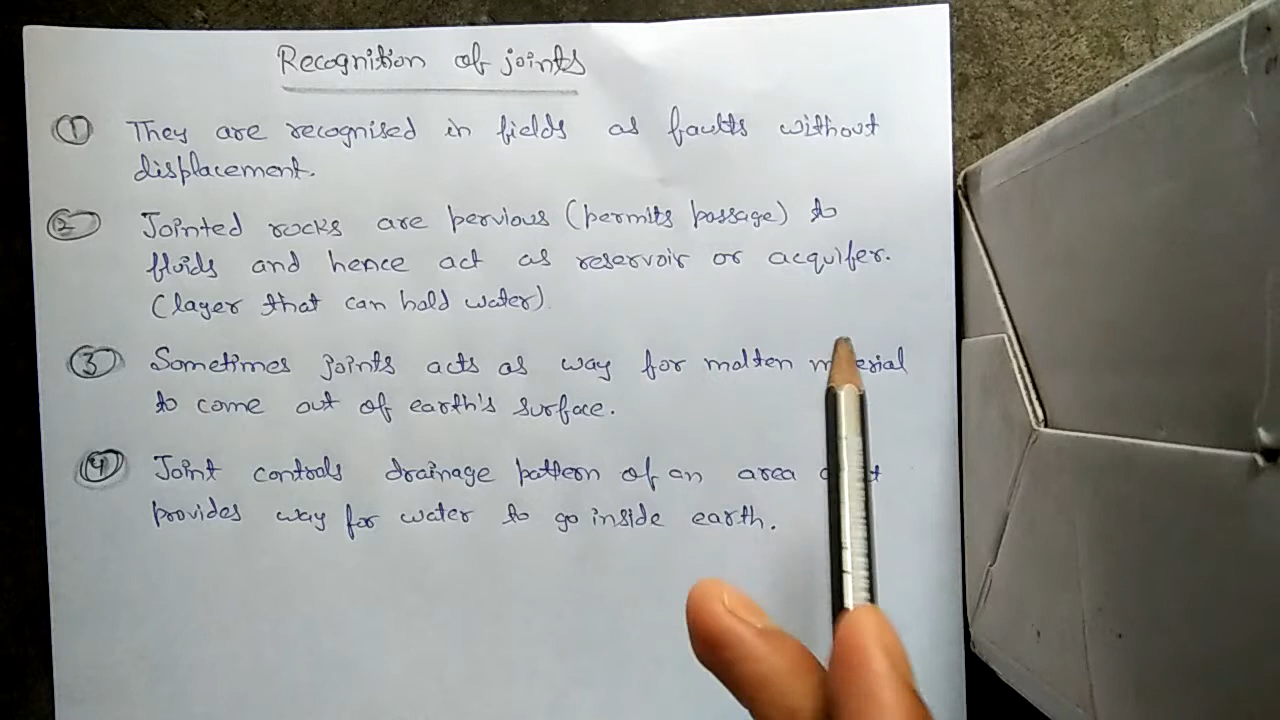 Recognition of joints
① They are recognised in fields as faults without
displacement.
② Jointed rocks are pervious (permits passage) to
fluids and hence act as reservoir or acquifer.
(layer that can hold water).
③ Sometimes joints acts as way for molten
to come out of earth's surface.
④ Joint controls drainage pattern of an area
provides way for water to go inside earth.